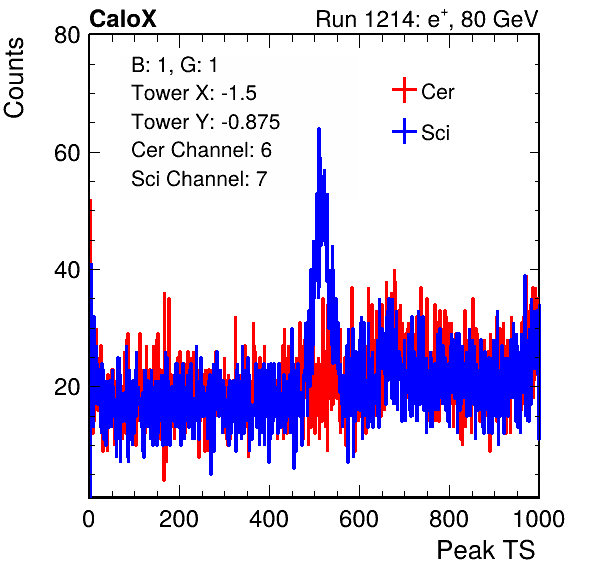 CaloX
Run 1214: e⁺, 80 GeV
Counts
80
60
40
20
B: 1, G: 1
Tower X: -1.5
Tower Y: -0.875
Cer Channel: 6
Sci Channel: 7
Cer
Sci
0
200
400
600
800
1000
Peak TS